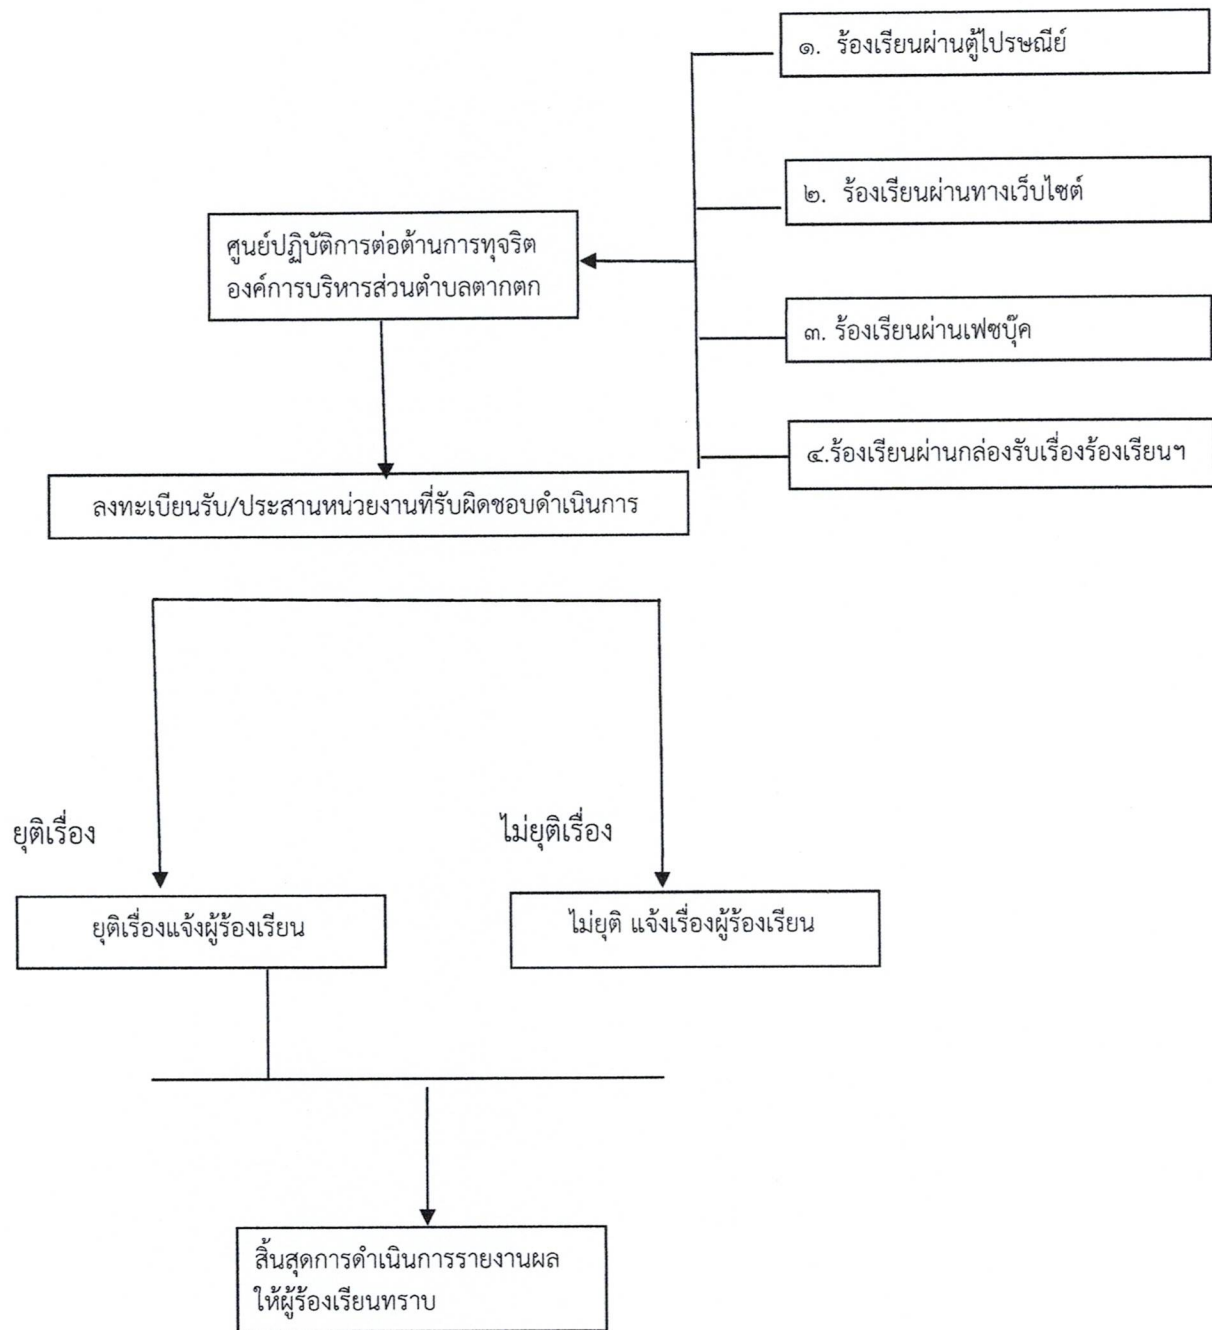 ๑. ร้องเรียนผ่านตู้ไปรษณีย์
๒. ร้องเรียนผ่านทางเว็บไซต์
ศูนย์ปฏิบัติการต่อต้านการทุจริต
องค์การบริหารส่วนตำบลตากตก
๓. ร้องเรียนผ่านเฟซบุ๊ค
๔.ร้องเรียนผ่านกล่องรับเรื่องร้องเรียนฯ
ลงทะเบียนรับ/ประสานหน่วยงานที่รับผิดชอบดำเนินการ
ยุติเรื่อง
ไม่ยุติเรื่อง
ยุติเรื่องแจ้งผู้ร้องเรียน
ไม่ยุติ แจ้งเรื่องผู้ร้องเรียน
สิ้นสุดการดำเนินการรายงานผล
ให้ผู้ร้องเรียนทราบ